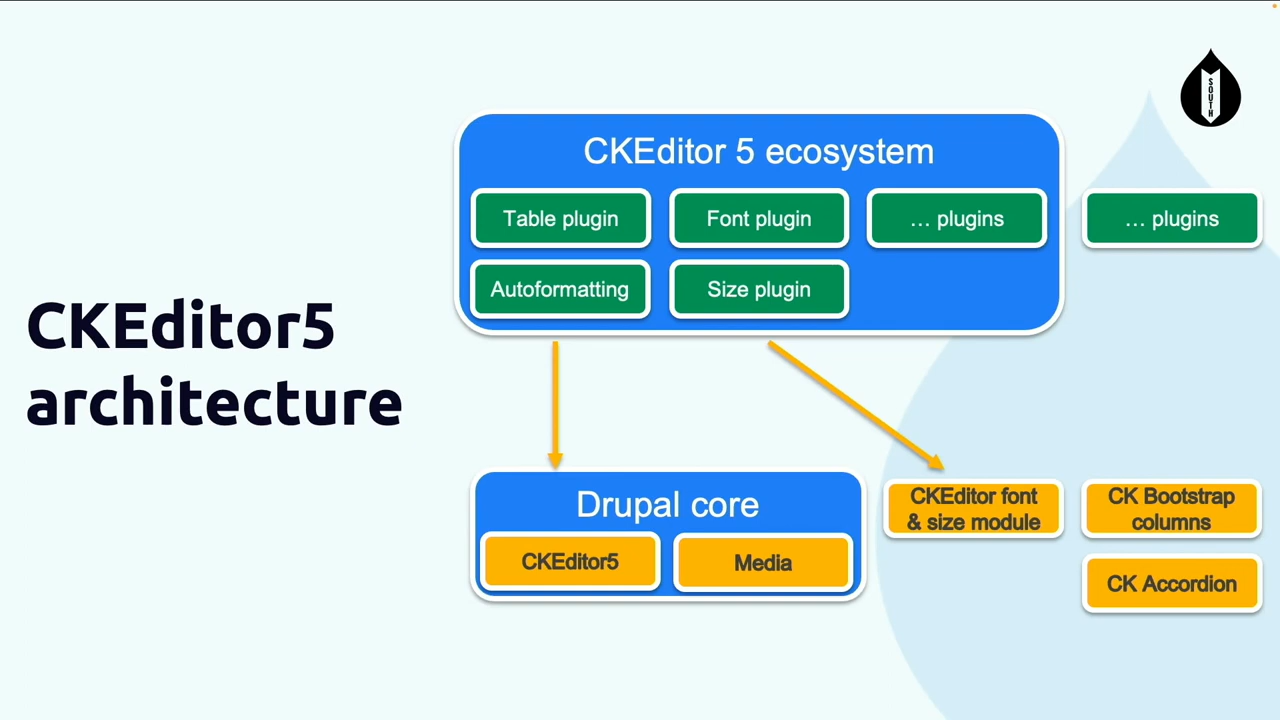 SOUTH
CKEditor 5 ecosystem
Table plugin
Font plugin
… plugins
… plugins
Autoformatting
Size plugin
CKEditor5
architecture
Drupal core
CKEditor5
Media
CKEditor font
& size module
CK Bootstrap
columns
CK Accordion